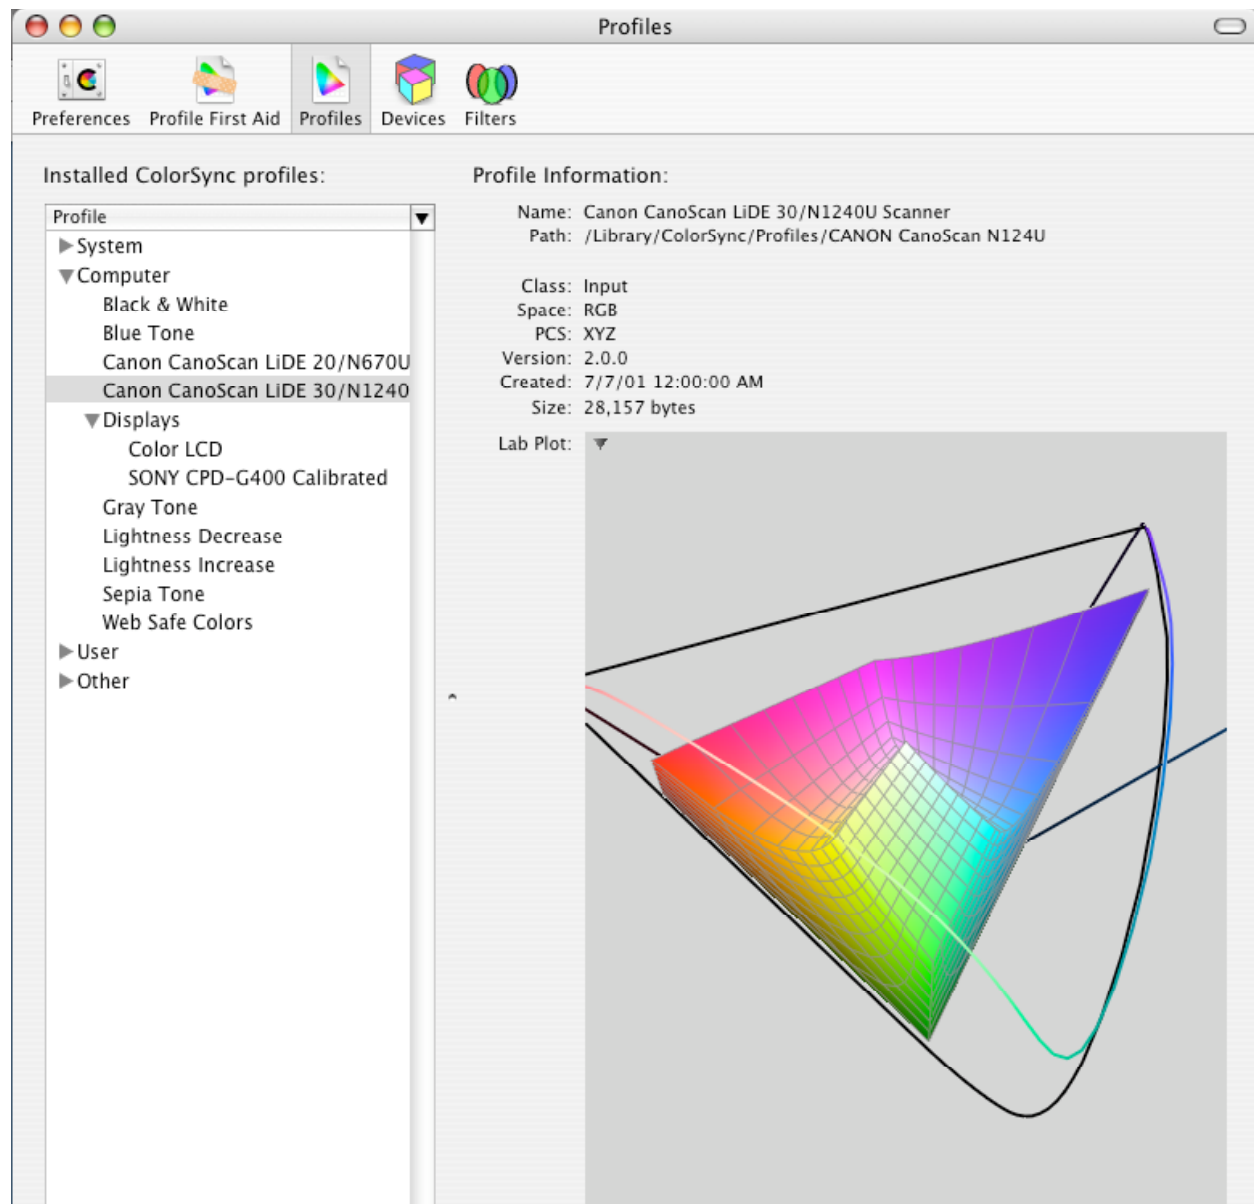 Profiles
Preferences Profile First Aid Profiles Devices Filters
Installed ColorSync profiles:
Profile
System
Computer
Black & White
Blue Tone
Canon CanoScan LiDE 20/N670U
Canon CanoScan LiDE 30/N1240
Displays
Color LCD
SONY CPD-G400 Calibrated
Gray Tone
Lightness Decrease
Lightness Increase
Sepia Tone
Web Safe Colors
User
Other
Profile Information:
Name: Canon CanoScan LiDE 30/N1240U Scanner
Path: /Library/ColorSync/Profiles/CANON CanoScan N124U
Class: Input
Space: RGB
PCS: XYZ
Version: 2.0.0
Created: 7/7/01 12:00:00 AM
Size: 28,157 bytes
Lab Plot: